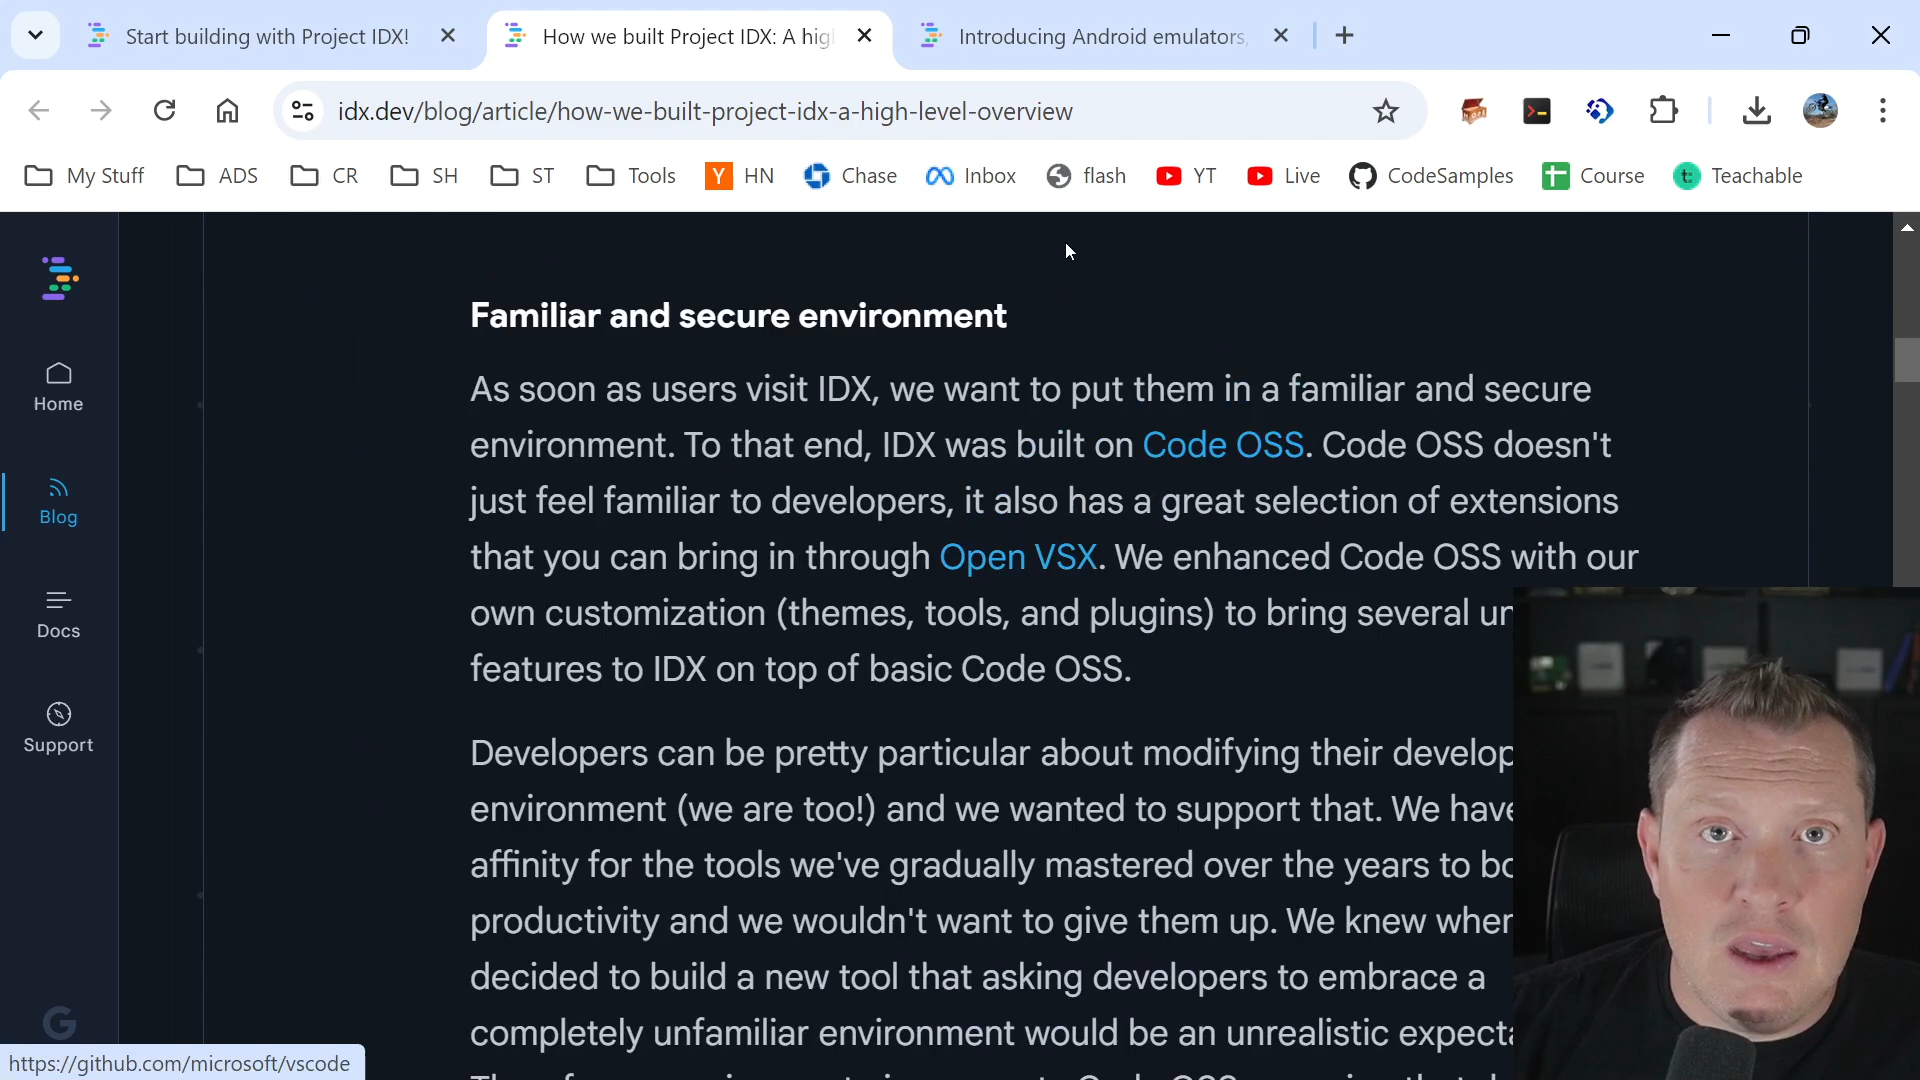 Start building with Project IDX!
How we built Project IDX: A hig
Introducing Android emulators,
idx.dev/blog/article/how-we-built-project-idx-a-high-level-overview
My Stuff
ADS
CR
SH
ST
Tools
Y
HN
Chase
Inbox
flash
YT
Live
CodeSamples
Course
t:
Teachable
Home
Blog
Docs
Support
G
Familiar and secure environment
As soon as users visit IDX, we want to put them in a familiar and secure
environment. To that end, IDX was built on Code OSS. Code OSS doesn't
just feel familiar to developers, it also has a great selection of extensions
that you can bring in through Open VSX. We enhanced Code OSS with our
own customization (themes, tools, and plugins) to bring several un
features to IDX on top of basic Code OSS.
Developers can be pretty particular about modifying their develop
environment (we are too!) and we wanted to support that. We have
affinity for the tools we've gradually mastered over the years to bo
productivity and we wouldn't want to give them up. We knew wher
decided to build a new tool that asking developers to embrace a
completely unfamiliar environment would be an unrealistic expecta
https://github.com/microsoft/vscode